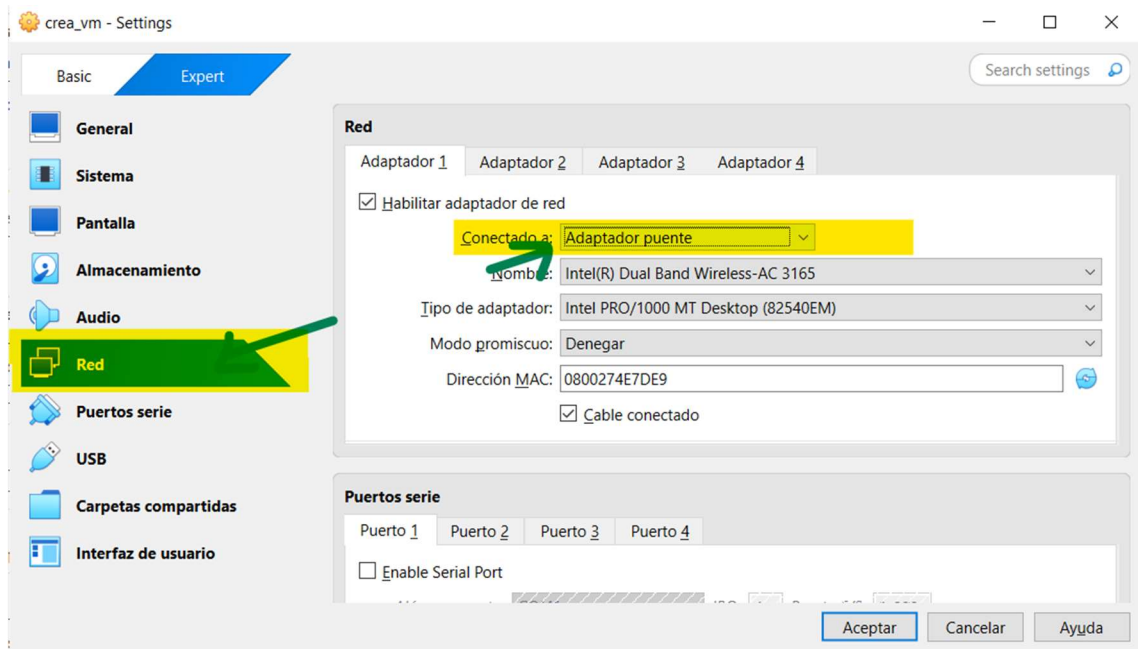 crea_vm - Settings
Basic
Expert
Search settings
General
Sistema
Pantalla
Almacenamiento
Audio
Red
Puertos serie
USB
Carpetas compartidas
Interfaz de usuario
Red
Adaptador 1 Adaptador 2 Adaptador 3 Adaptador 4
Habilitar adaptador de red
Conectado a: Adaptador puente
Nombre: Intel(R) Dual Band Wireless-AC 3165
Tipo de adaptador: Intel PRO/1000 MT Desktop (82540EM)
Modo promiscuo: Denegar
Dirección MAC: 0800274E7DE9
Cable conectado
Puertos serie
Puerto 1 Puerto 2 Puerto 3 Puerto 4
Enable Serial Port
Aceptar Cancelar Ayuda